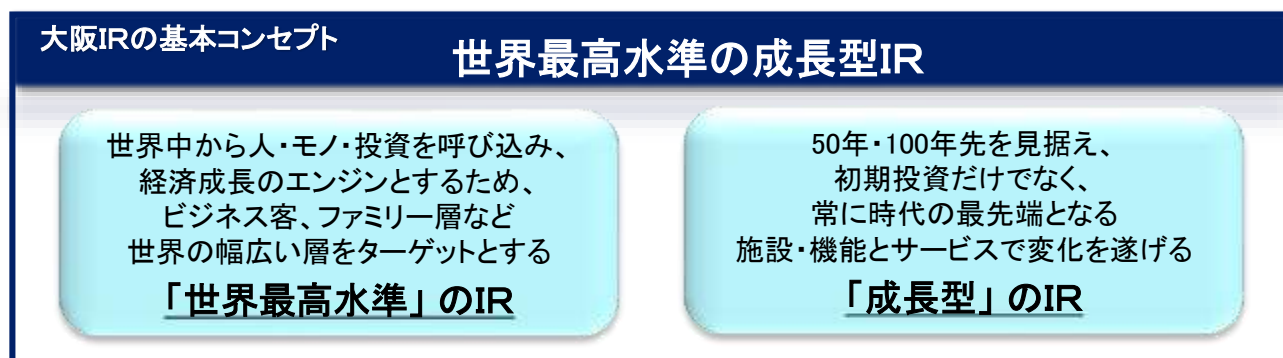 大阪IRの基本コンセプト
世界最高水準の成長型IR
世界中から人・モノ・投資を呼び込み、
経済成長のエンジンとするため、
ビジネス客、ファミリー層など
世界の幅広い層をターゲットとする
「世界最高水準」のIR
50年・100年先を見据え、
初期投資だけでなく、
常に時代の最先端となる
施設・機能とサービスで変化を遂げる
「成長型」のIR